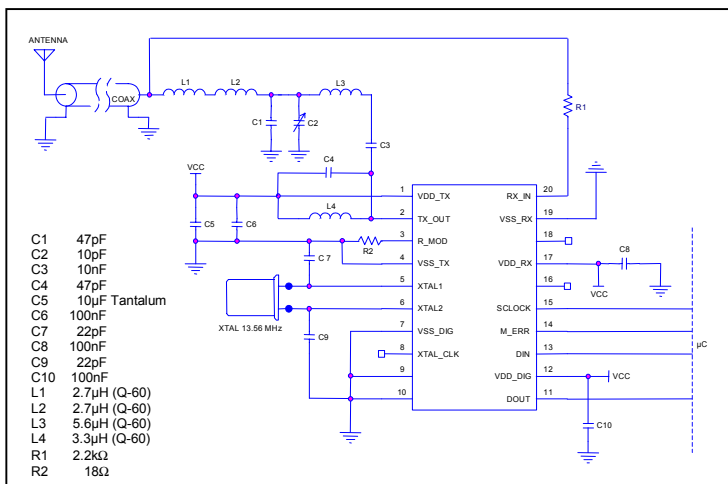 ANTENNA
COAX
L1
L2
L3
C1
C2
C3
R1
VCC
C4
L4
C5
C6
R2
C7
XTAL 13.56 MHz
C9
1 VDD_TX
2 TX_OUT
3 R_MOD
4 VSS_TX
5 XTAL1
6 XTAL2
7 VSS_DIG
8 XTAL_CLK
9
10
RX_IN 20
VSS_RX 19
18
VDD_RX 17
16
SCLOCK 15
M_ERR 14
DIN 13
VDD_DIG 12
DOUT 11
C8
VCC
µC
VCC
C10
C1 47pF
C2 10pF
C3 10nF
C4 47pF
C5 10µF Tantalum
C6 100nF
C7 22pF
C8 100nF
C9 22pF
C10 100nF
L1 2.7µH (Q-60)
L2 2.7µH (Q-60)
L3 5.6µH (Q-60)
L4 3.3µH (Q-60)
R1 2.2kΩ
R2 18Ω